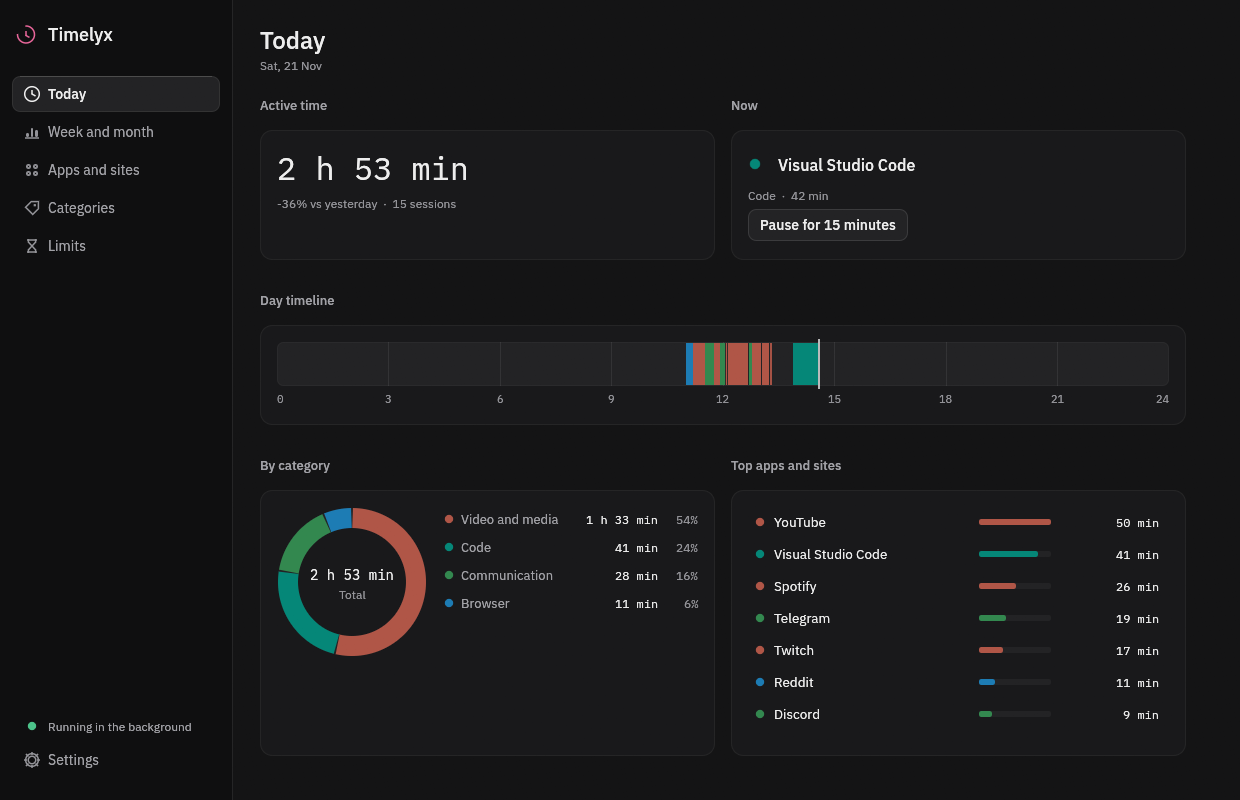 Timelyx
Today
Week and month
Apps and sites
Categories
Limits
Running in the background
Settings
Today
Sat, 21 Nov
Active time
2 h 53 min
-36% vs yesterday · 15 sessions
Now
Visual Studio Code
Code · 42 min
Pause for 15 minutes
Day timeline
0 3 6 9 12 15 18 21 24
By category
2 h 53 min
Total
Video and media 1 h 33 min 54%
Code 41 min 24%
Communication 28 min 16%
Browser 11 min 6%
Top apps and sites
YouTube 50 min
Visual Studio Code 41 min
Spotify 26 min
Telegram 19 min
Twitch 17 min
Reddit 11 min
Discord 9 min